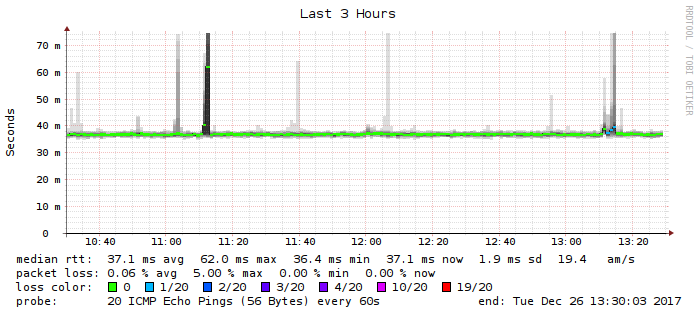 Last 3 Hours
RRDTOOL / TOBI OETIKER
Seconds
70 m
60 m
50 m
40 m
30 m
20 m
10 m
0
10:40 11:00 11:20 11:40 12:00 12:20 12:40 13:00 13:20
median rtt: 37.1 ms avg 62.0 ms max 36.4 ms min 37.1 ms now 1.9 ms sd 19.4 am/s
packet loss: 0.06 % avg 5.00 % max 0.00 % min 0.00 % now
loss color: 0 1/20 2/20 3/20 4/20 10/20 19/20
probe: 20 ICMP Echo Pings (56 Bytes) every 60s end: Tue Dec 26 13:30:03 2017